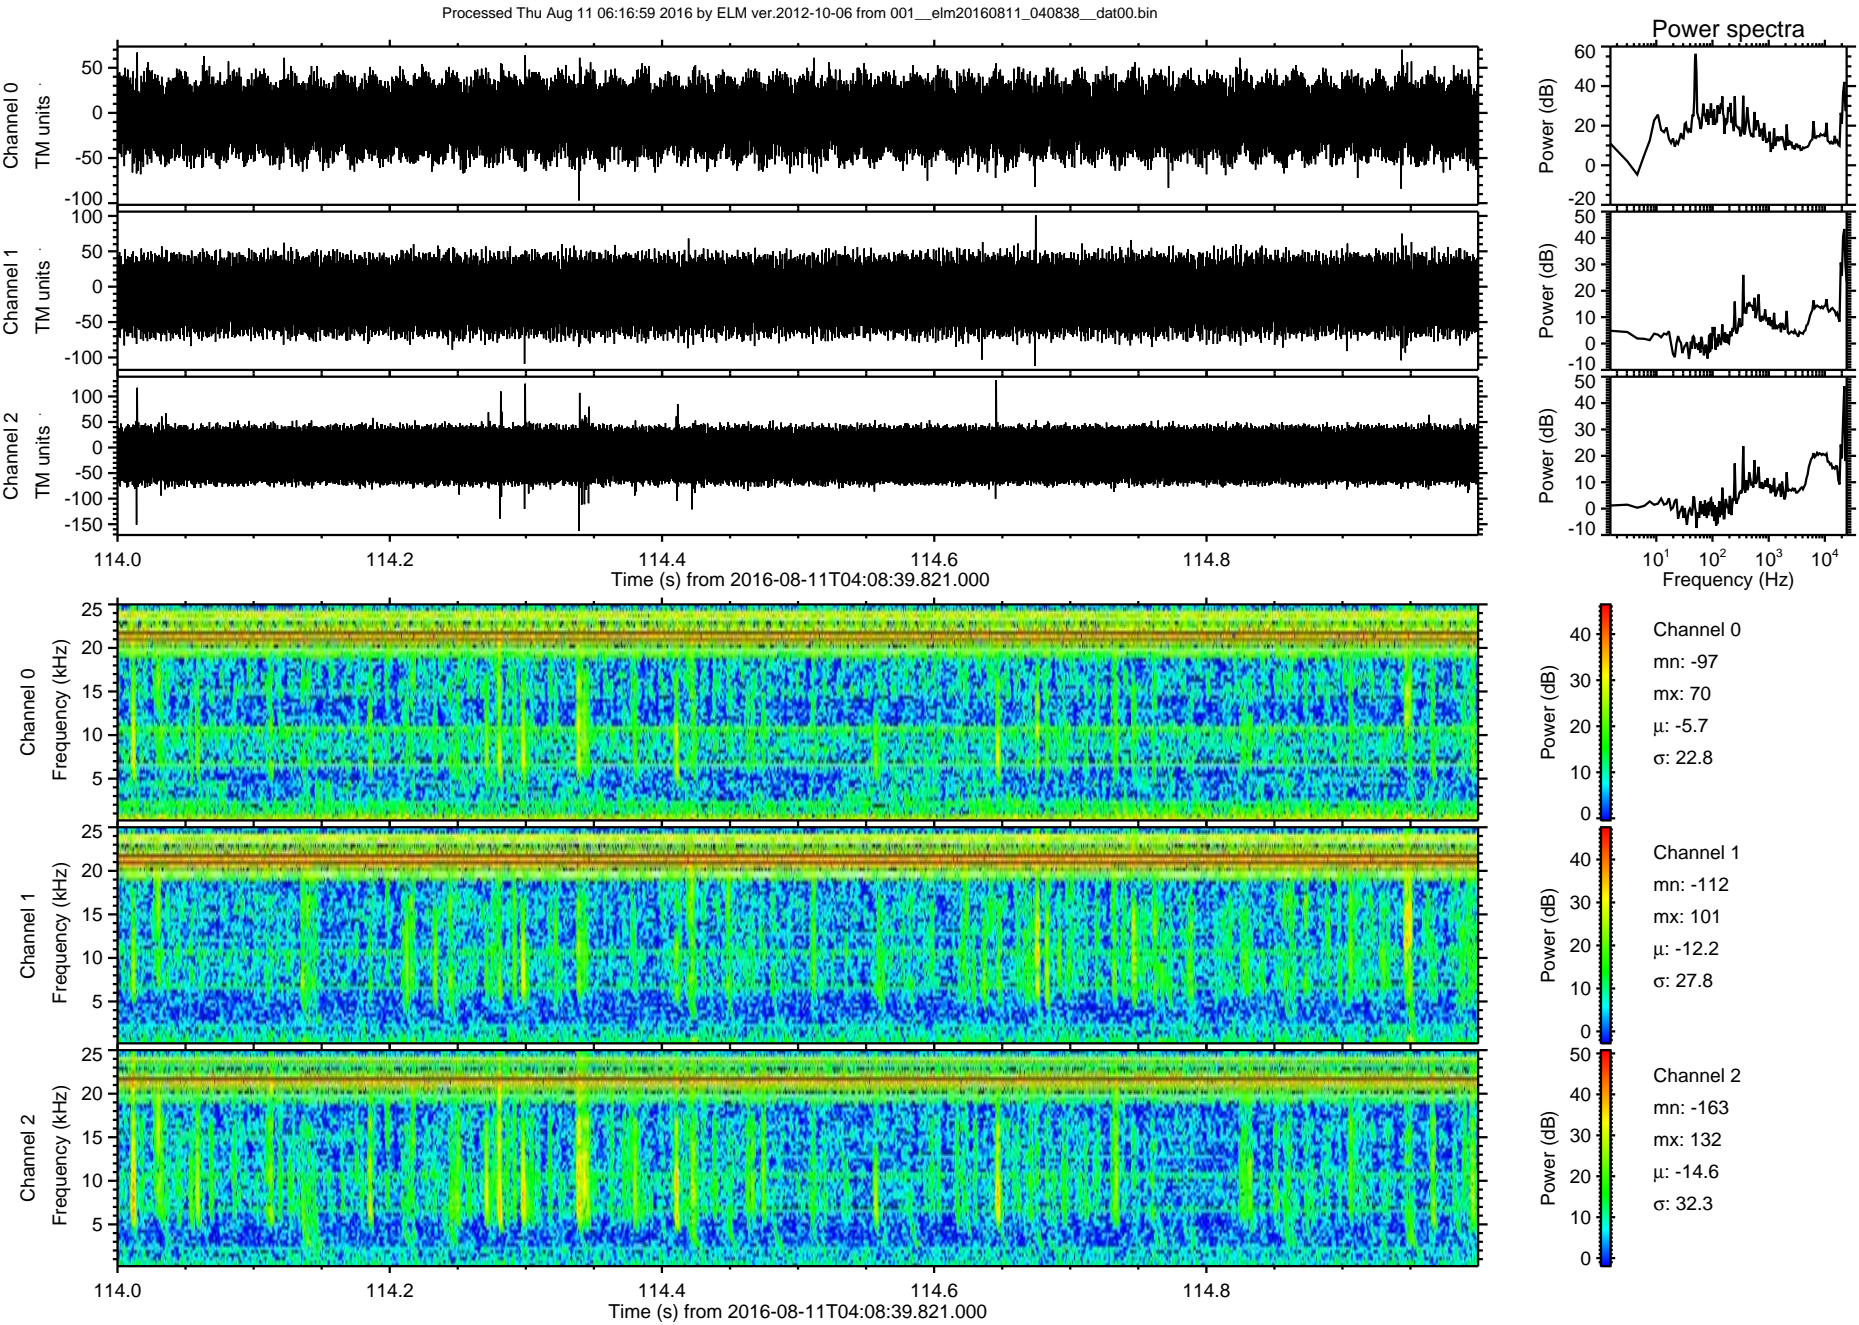 Processed Thu Aug 11 06:16:59 2016 by ELM ver.2012-10-06 from 001__elm20160811_040838__dat00.bin
Power spectra
Channel 0
TM units
50
0
-50
-100
Power (dB)
60
40
20
0
-20
Channel 1
TM units
100
50
0
-50
-100
Power (dB)
50
40
30
20
10
0
-10
Channel 2
TM units
100
50
0
-50
-100
-150
Power (dB)
50
40
30
20
10
0
-10
114.0 114.2 114.4 114.6 114.8
Time (s) from 2016-08-11T04:08:39.821.000
10^1 10^2 10^3 10^4
Frequency (Hz)
Channel 0
Frequency (kHz)
25
20
15
10
5
Power (dB)
40
30
20
10
0
Channel 0
mn: -97
mx: 70
μ: -5.7
σ: 22.8
Channel 1
Frequency (kHz)
25
20
15
10
5
Power (dB)
40
30
20
10
0
Channel 1
mn: -112
mx: 101
μ: -12.2
σ: 27.8
Channel 2
Frequency (kHz)
25
20
15
10
5
Power (dB)
50
40
30
20
10
0
Channel 2
mn: -163
mx: 132
μ: -14.6
σ: 32.3
114.0 114.2 114.4 114.6 114.8
Time (s) from 2016-08-11T04:08:39.821.000